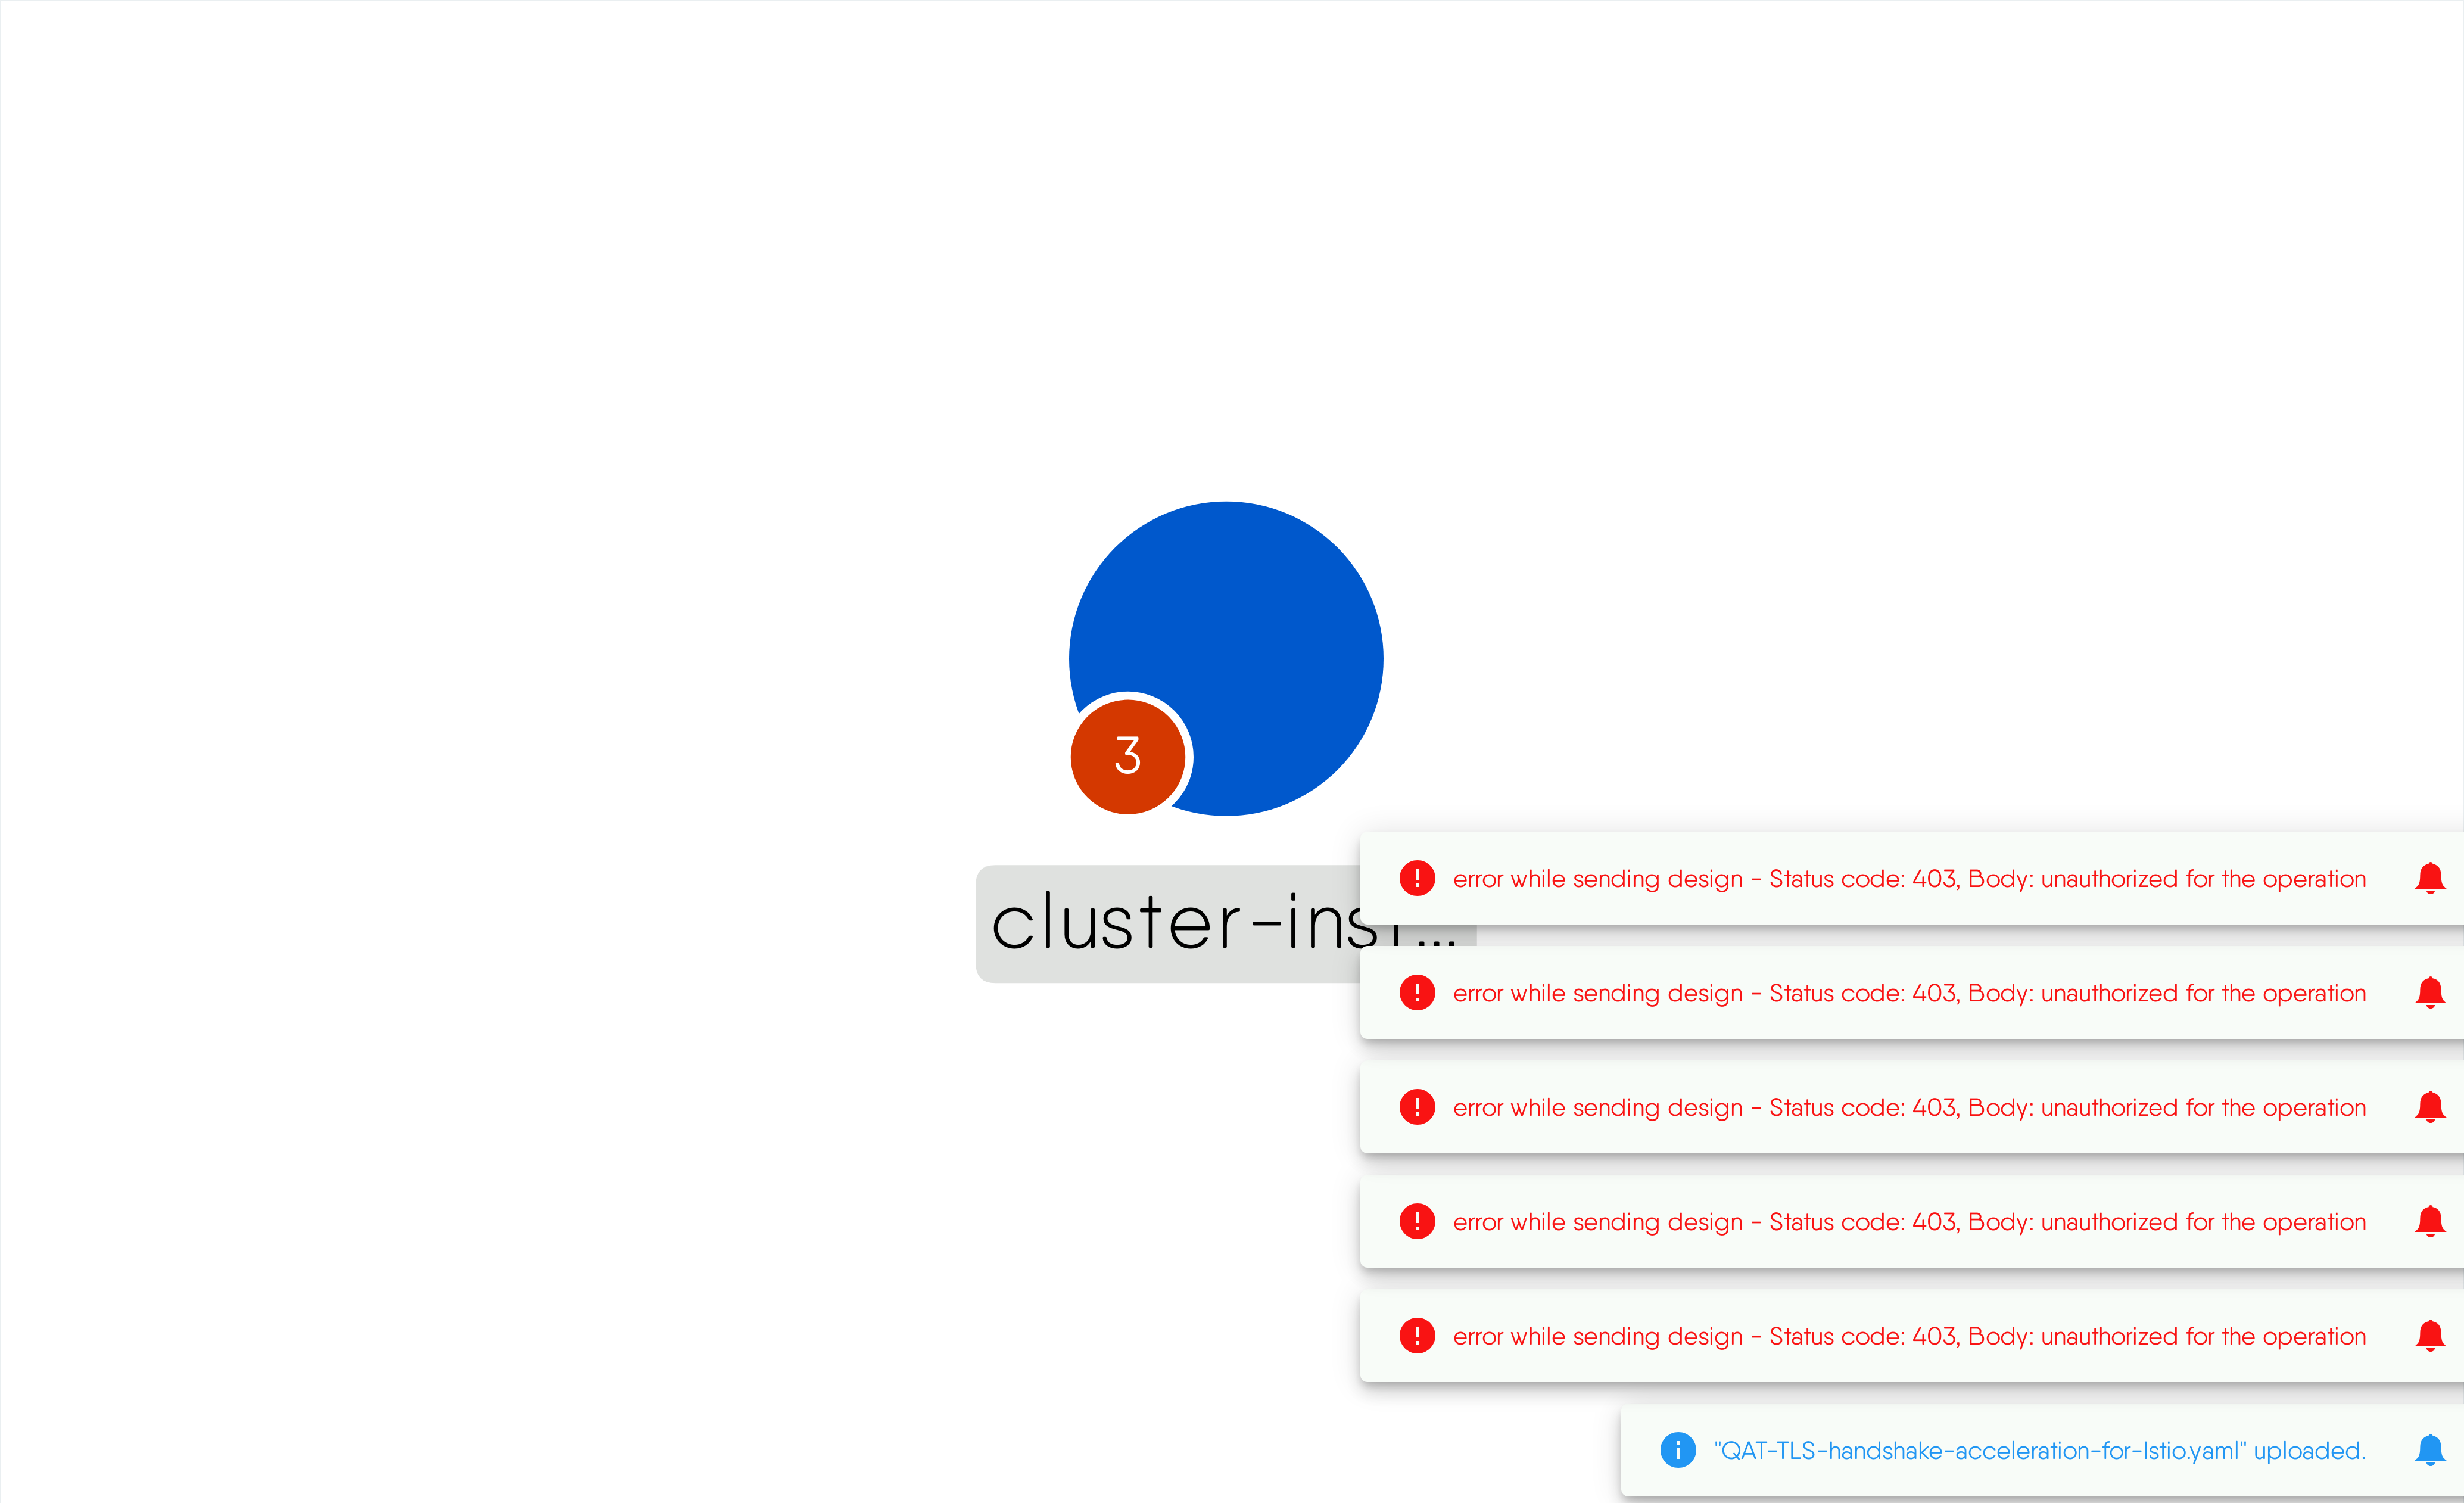 3
cluster-inst...
error while sending design - Status code: 403, Body: unauthorized for the operation
error while sending design - Status code: 403, Body: unauthorized for the operation
error while sending design - Status code: 403, Body: unauthorized for the operation
error while sending design - Status code: 403, Body: unauthorized for the operation
error while sending design - Status code: 403, Body: unauthorized for the operation
"QAT-TLS-handshake-acceleration-for-Istio.yaml" uploaded.